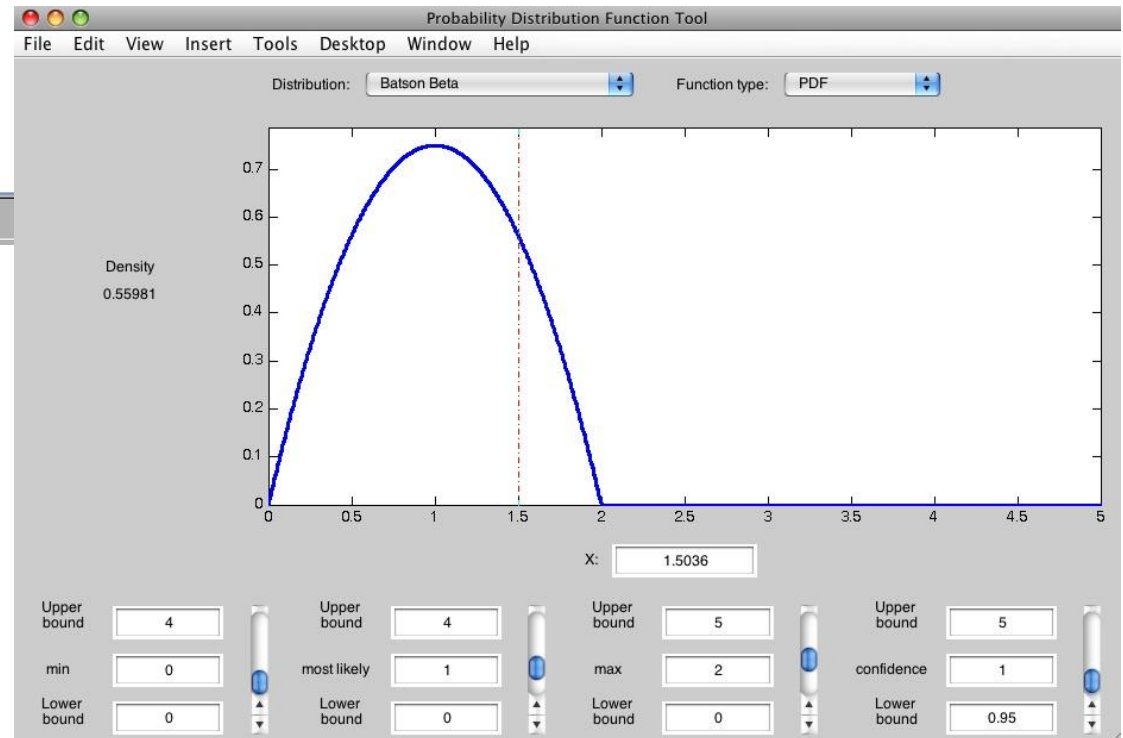 Probability Distribution Function Tool
File Edit View Insert Tools Desktop Window Help
Distribution: Batson Beta Function type: PDF
0.7
0.6
0.5
0.4
0.3
0.2
0.1
0
Density
0.55981
0 0.5 1 1.5 2 2.5 3 3.5 4 4.5 5
X: 1.5036
Upper bound 4 Upper bound 4 Upper bound 5 Upper bound 5
min 0 most likely 1 max 2 confidence 1
Lower bound 0 Lower bound 0 Lower bound 0 Lower bound 0.95